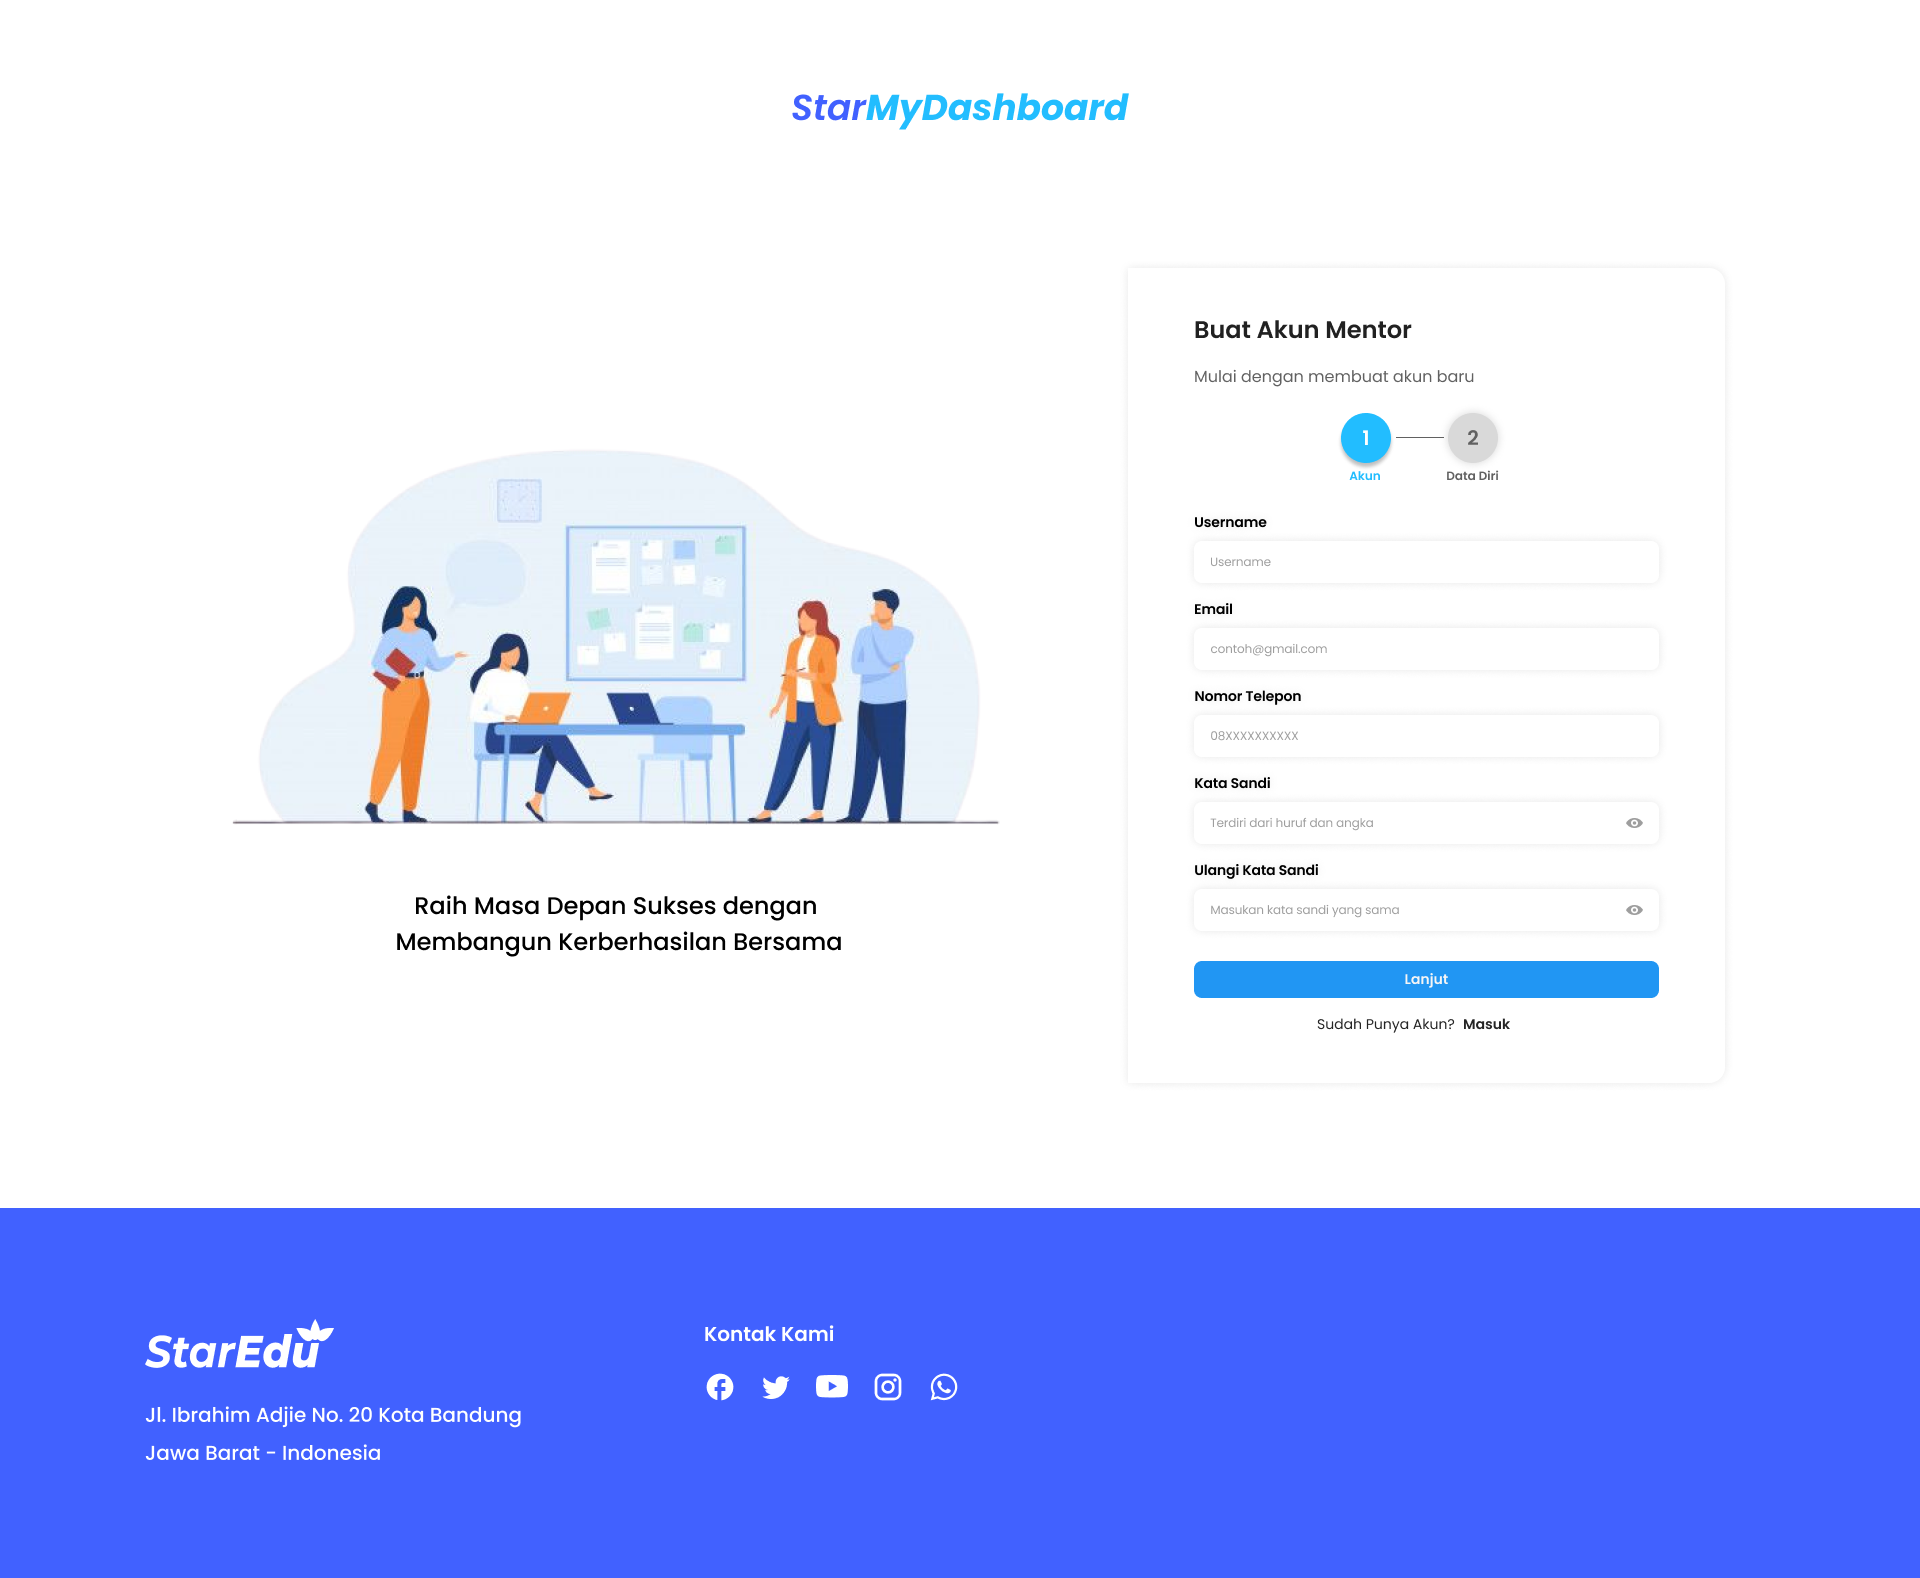 StarMyDashboard
Buat Akun Mentor
Mulai dengan membuat akun baru
1
2
Akun
Data Diri
Username
Username
Email
contoh@gmail.com
Nomor Telepon
08XXXXXXXXXX
Kata Sandi
Terdiri dari huruf dan angka
Ulangi Kata Sandi
Masukan kata sandi yang sama
Lanjut
Sudah Punya Akun? Masuk
Raih Masa Depan Sukses dengan
Membangun Kerberhasilan Bersama
StarEdu
Jl. Ibrahim Adjie No. 20 Kota Bandung
Jawa Barat - Indonesia
Kontak Kami